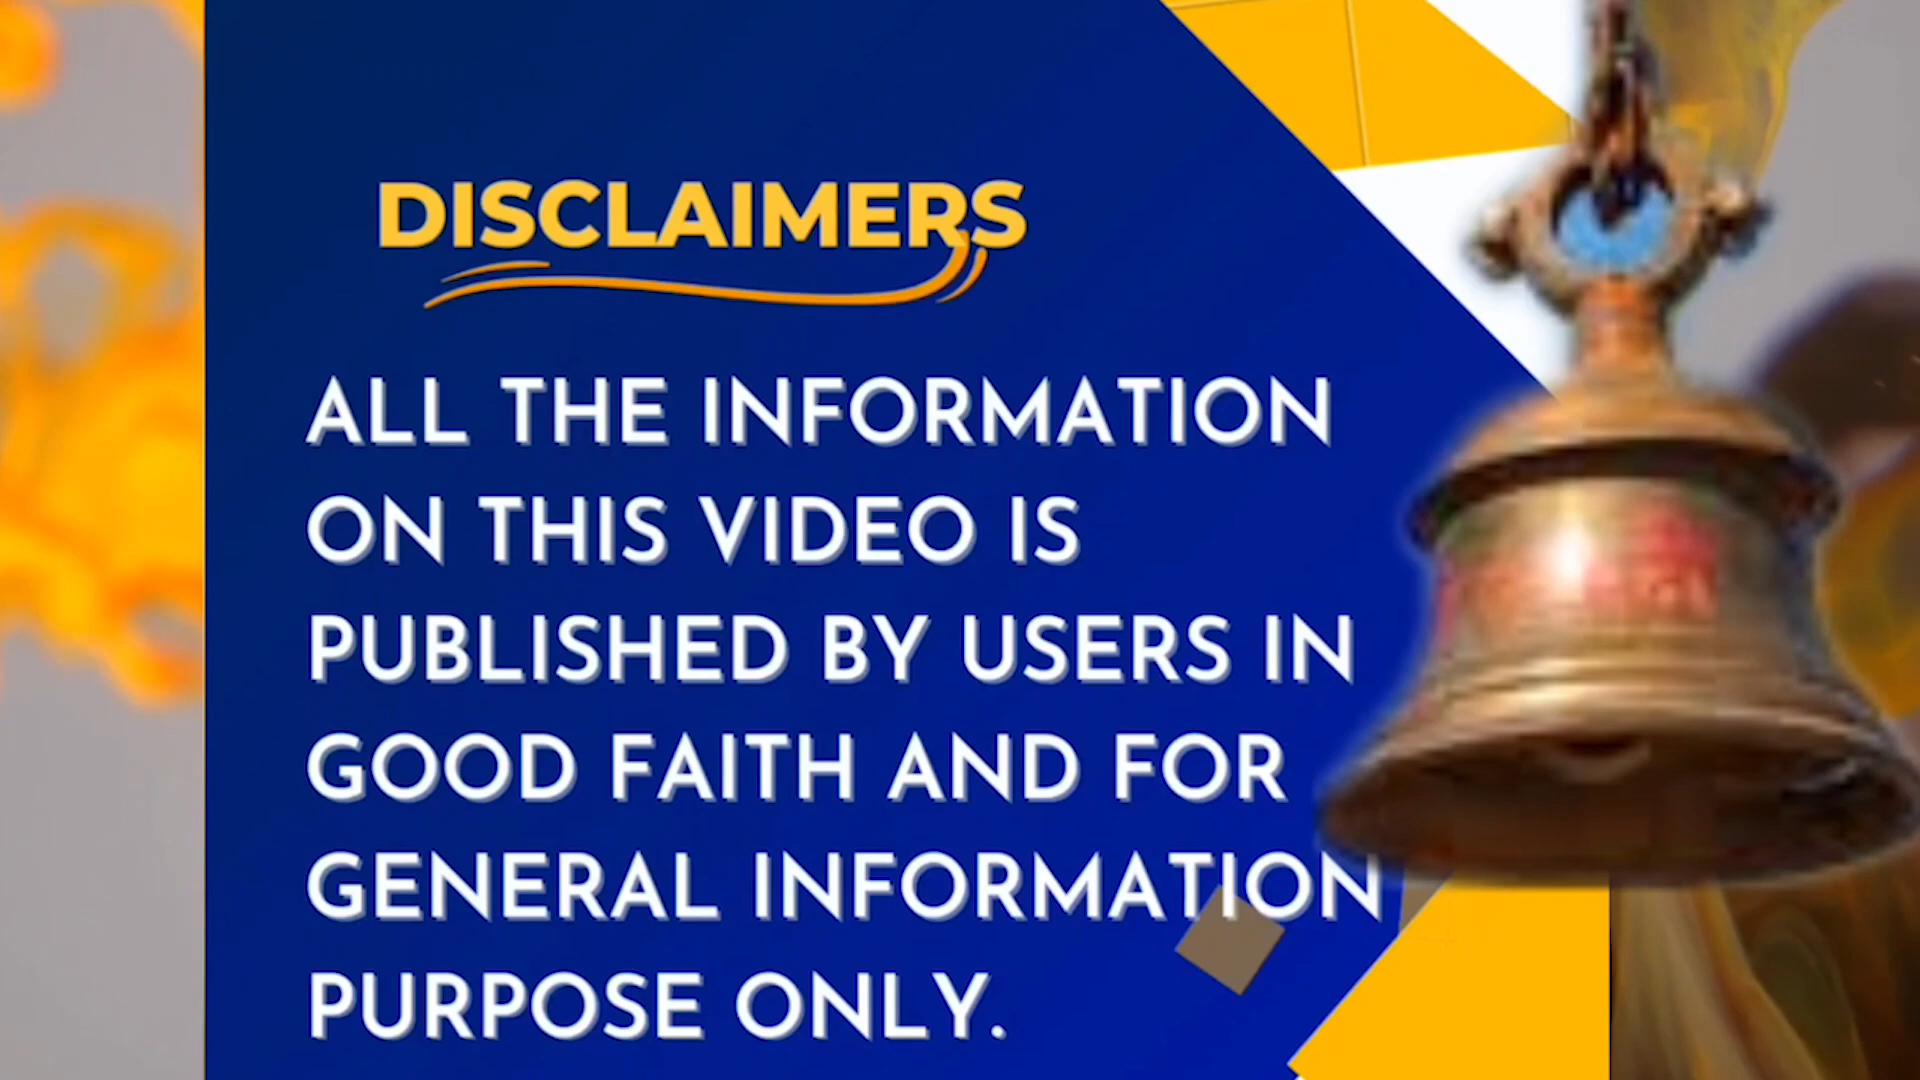 DISCLAIMERS
ALL THE INFORMATION
ON THIS VIDEO IS
PUBLISHED BY USERS IN
GOOD FAITH AND FOR
GENERAL INFORMATION
PURPOSE ONLY.